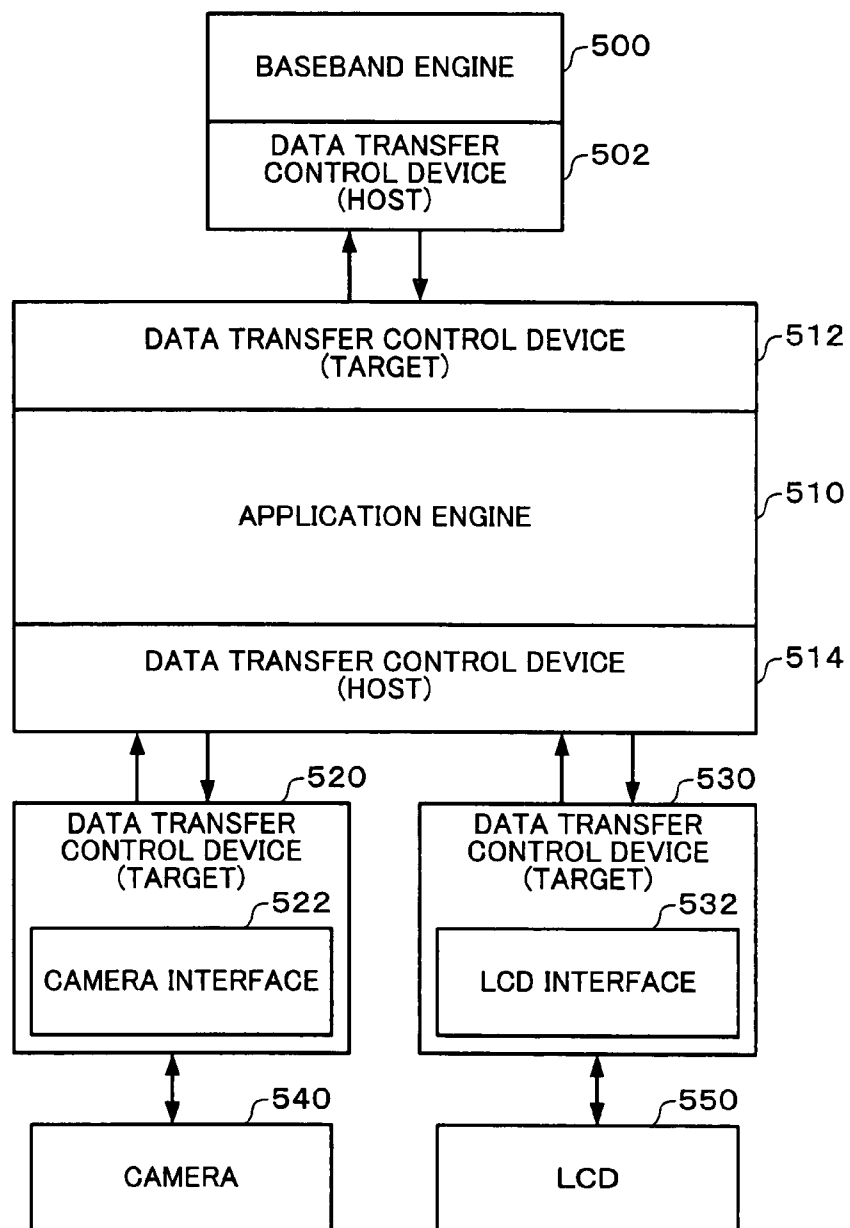 BASEBAND ENGINE
500
DATA TRANSFER
CONTROL DEVICE
(HOST)
502
DATA TRANSFER CONTROL DEVICE
(TARGET)
512
APPLICATION ENGINE
510
DATA TRANSFER CONTROL DEVICE
(HOST)
514
520
DATA TRANSFER
CONTROL DEVICE
(TARGET)
522
CAMERA INTERFACE
530
DATA TRANSFER
CONTROL DEVICE
(TARGET)
532
LCD INTERFACE
540
CAMERA
550
LCD